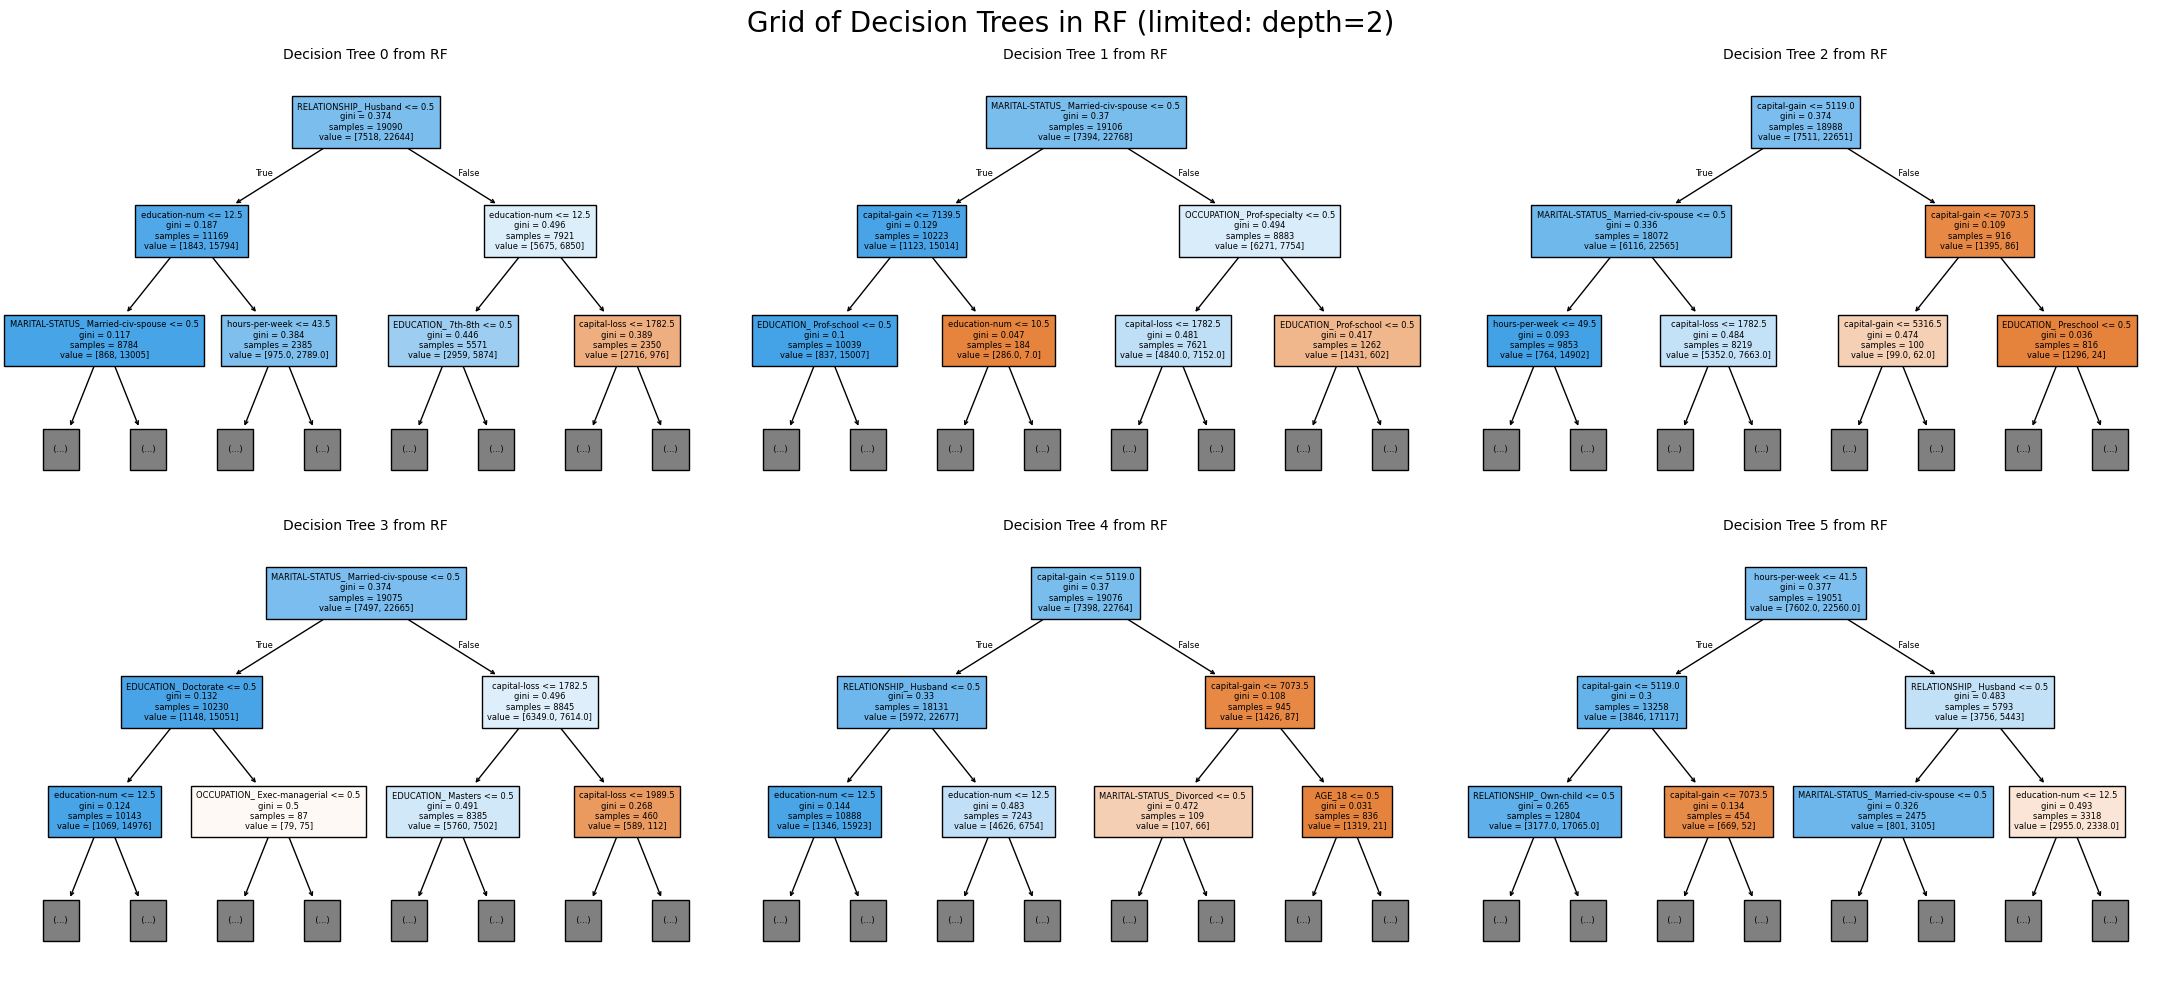 Grid of Decision Trees in RF (limited: depth=2)
Decision Tree 0 from RF
RELATIONSHIP_ Husband <= 0.5
gini = 0.374
samples = 19090
value = [7518, 22644]
True
False
education-num <= 12.5
gini = 0.187
samples = 11169
value = [1843, 15794]
education-num <= 12.5
gini = 0.496
samples = 7921
value = [5675, 6850]
MARITAL-STATUS_ Married-civ-spouse <= 0.5
gini = 0.117
samples = 8784
value = [868, 13005]
hours-per-week <= 43.5
gini = 0.384
samples = 2385
value = [975.0, 2789.0]
EDUCATION_ 7th-8th <= 0.5
gini = 0.446
samples = 5571
value = [2959, 5874]
capital-loss <= 1782.5
gini = 0.389
samples = 2350
value = [2716, 976]
(...)
(...)
(...)
(...)
(...)
(...)
(...)
(...)
Decision Tree 1 from RF
MARITAL-STATUS_ Married-civ-spouse <= 0.5
gini = 0.37
samples = 19106
value = [7394, 22768]
True
False
capital-gain <= 7139.5
gini = 0.129
samples = 10223
value = [1123, 15014]
OCCUPATION_ Prof-specialty <= 0.5
gini = 0.494
samples = 8883
value = [6271, 7754]
EDUCATION_ Prof-school <= 0.5
gini = 0.1
samples = 10039
value = [837, 15007]
education-num <= 10.5
gini = 0.047
samples = 184
value = [286.0, 7.0]
capital-loss <= 1782.5
gini = 0.481
samples = 7621
value = [4840.0, 7152.0]
EDUCATION_ Prof-school <= 0.5
gini = 0.417
samples = 1262
value = [1431, 602]
(...)
(...)
(...)
(...)
(...)
(...)
(...)
(...)
Decision Tree 2 from RF
capital-gain <= 5119.0
gini = 0.374
samples = 18988
value = [7511, 22651]
True
False
MARITAL-STATUS_ Married-civ-spouse <= 0.5
gini = 0.336
samples = 18072
value = [6116, 22565]
capital-gain <= 7073.5
gini = 0.109
samples = 916
value = [1395, 86]
hours-per-week <= 49.5
gini = 0.093
samples = 9853
value = [764, 14902]
capital-loss <= 1782.5
gini = 0.484
samples = 8219
value = [5352.0, 7663.0]
capital-gain <= 5316.5
gini = 0.474
samples = 100
value = [99.0, 62.0]
EDUCATION_ Preschool <= 0.5
gini = 0.036
samples = 816
value = [1296, 24]
(...)
(...)
(...)
(...)
(...)
(...)
(...)
(...)
Decision Tree 3 from RF
MARITAL-STATUS_ Married-civ-spouse <= 0.5
gini = 0.374
samples = 19075
value = [7497, 22665]
True
False
EDUCATION_ Doctorate <= 0.5
gini = 0.132
samples = 10230
value = [1148, 15051]
capital-loss <= 1782.5
gini = 0.496
samples = 8845
value = [6349.0, 7614.0]
education-num <= 12.5
gini = 0.124
samples = 10143
value = [1069, 14976]
OCCUPATION_ Exec-managerial <= 0.5
gini = 0.5
samples = 87
value = [79, 75]
EDUCATION_ Masters <= 0.5
gini = 0.491
samples = 8385
value = [5760, 7502]
capital-loss <= 1989.5
gini = 0.268
samples = 460
value = [589, 112]
(...)
(...)
(...)
(...)
(...)
(...)
(...)
(...)
Decision Tree 4 from RF
capital-gain <= 5119.0
gini = 0.37
samples = 19076
value = [7398, 22764]
True
False
RELATIONSHIP_ Husband <= 0.5
gini = 0.33
samples = 18131
value = [5972, 22677]
capital-gain <= 7073.5
gini = 0.108
samples = 945
value = [1426, 87]
education-num <= 12.5
gini = 0.144
samples = 10888
value = [1346, 15923]
education-num <= 12.5
gini = 0.483
samples = 7243
value = [4626, 6754]
MARITAL-STATUS_ Divorced <= 0.5
gini = 0.472
samples = 109
value = [107, 66]
AGE_18 <= 0.5
gini = 0.031
samples = 836
value = [1319, 21]
(...)
(...)
(...)
(...)
(...)
(...)
(...)
(...)
Decision Tree 5 from RF
hours-per-week <= 41.5
gini = 0.377
samples = 19051
value = [7602.0, 22560.0]
True
False
capital-gain <= 5119.0
gini = 0.3
samples = 13258
value = [3846, 17117]
RELATIONSHIP_ Husband <= 0.5
gini = 0.483
samples = 5793
value = [3756, 5443]
RELATIONSHIP_ Own-child <= 0.5
gini = 0.265
samples = 12804
value = [3177.0, 17065.0]
capital-gain <= 7073.5
gini = 0.134
samples = 454
value = [669, 52]
MARITAL-STATUS_ Married-civ-spouse <= 0.5
gini = 0.326
samples = 2475
value = [801, 3105]
education-num <= 12.5
gini = 0.493
samples = 3318
value = [2955.0, 2338.0]
(...)
(...)
(...)
(...)
(...)
(...)
(...)
(...)